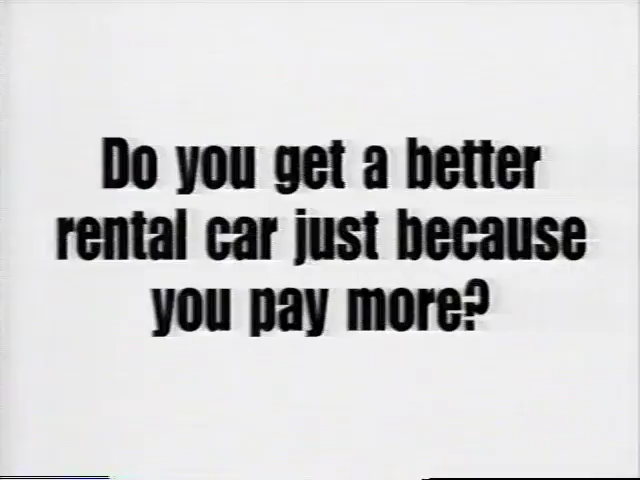 Do you get a better
rental car just because
you pay more?